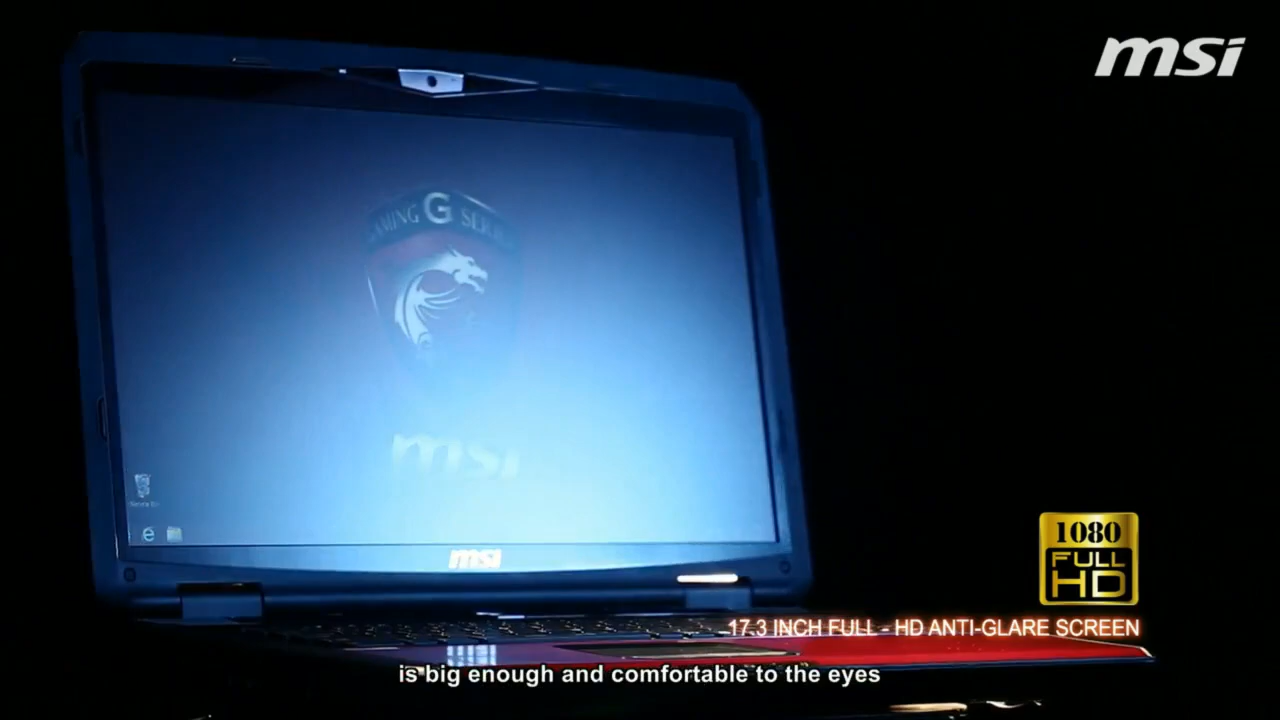 msi
GAMING G SERIES
msi
msi
1080
FULL
HD
17.3 INCH FULL - HD ANTI-GLARE SCREEN
is big enough and comfortable to the eyes